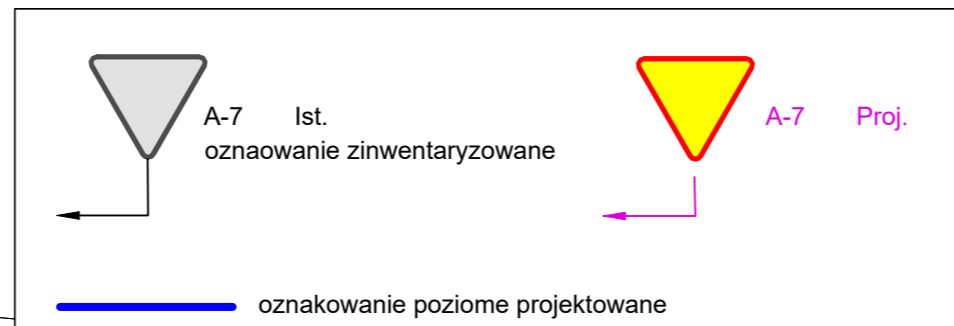 A-7 Ist.
oznaowanie zinwentaryzowane
A-7 Proj.
oznakowanie poziome projektowane